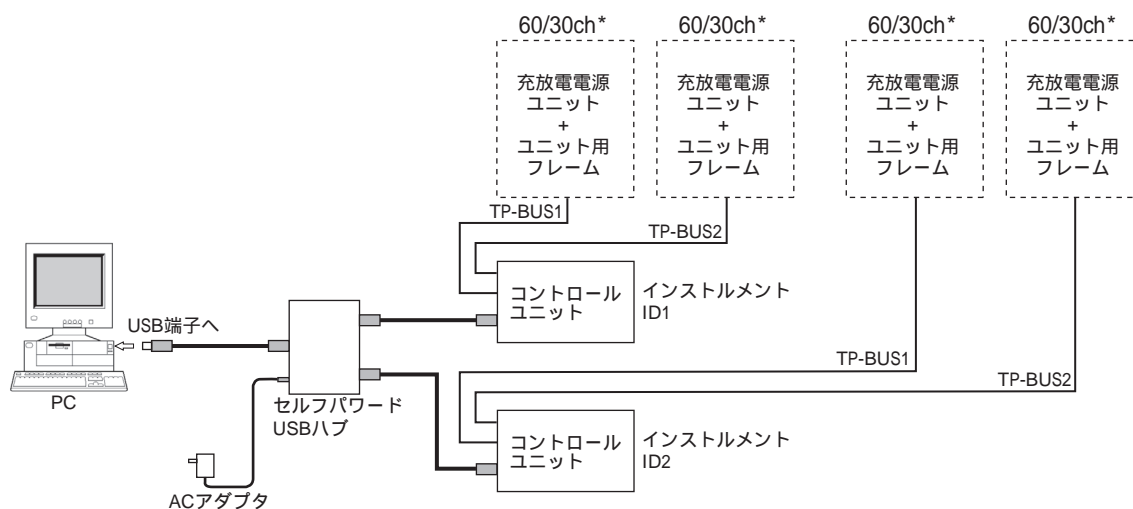 60/30ch*
60/30ch*
60/30ch*
60/30ch*
充放電電源
ユニット
+
ユニット用
フレーム
充放電電源
ユニット
+
ユニット用
フレーム
充放電電源
ユニット
+
ユニット用
フレーム
充放電電源
ユニット
+
ユニット用
フレーム
TP-BUS1
TP-BUS2
コントロール
ユニット
インストルメント
ID1
USB端子へ
PC
セルフパワード
USBハブ
ACアダプタ
TP-BUS1
TP-BUS2
コントロール
ユニット
インストルメント
ID2